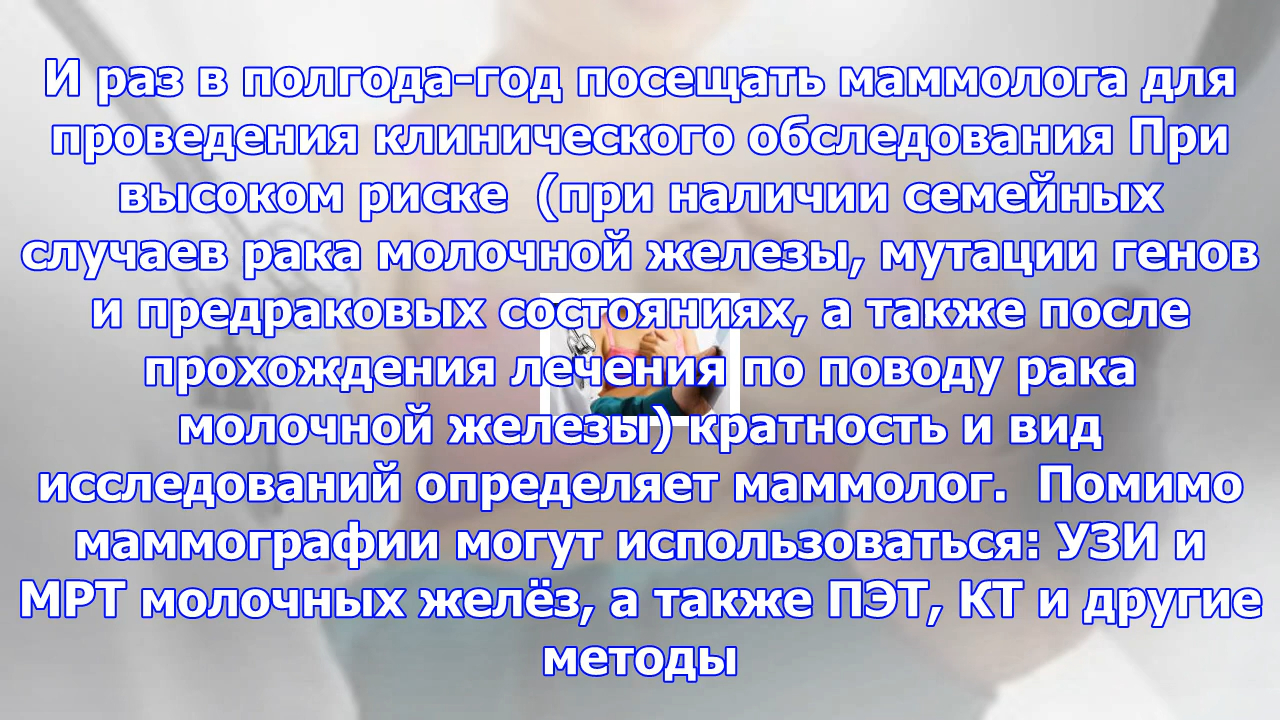 И раз в полгода-год посещать маммолога для
проведения клинического обследования При
высоком риске  (при наличии семейных
случаев рака молочной железы, мутации генов
и предраковых состояниях, а также после
прохождения лечения по поводу рака
молочной железы) кратность и вид
исследований определяет маммолог.  Помимо
маммографии могут использоваться: УЗИ и
МРТ молочных желёз, а также ПЭТ, КТ и другие
методы